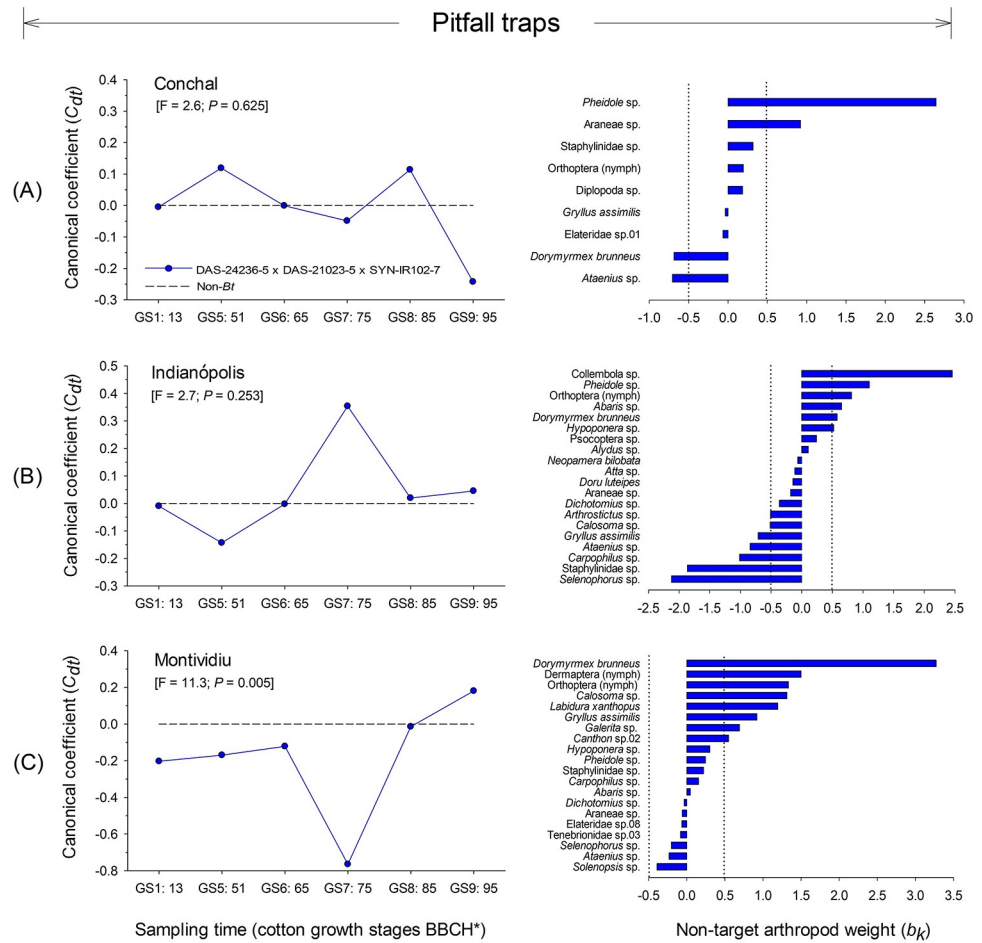 Pitfall traps
(A)
Conchal
[F = 2.6; P = 0.625]
Canonical coefficient (Cdt)
0.4
0.3
0.2
0.1
0.0
-0.1
-0.2
-0.3
DAS-24236-5 x DAS-21023-5 x SYN-IR102-7
Non-Bt
GS1: 13 GS5: 51 GS6: 65 GS7: 75 GS8: 85 GS9: 95
Pheidole sp.
Araneae sp.
Staphylinidae sp.
Orthoptera (nymph)
Diplopoda sp.
Gryllus assimilis
Elateridae sp.01
Dorymyrmex brunneus
Ataenius sp.
-1.0 -0.5 0.0 0.5 1.0 1.5 2.0 2.5 3.0
(B)
Indianópolis
[F = 2.7; P = 0.253]
Canonical coefficient (Cdt)
0.5
0.4
0.3
0.2
0.1
0.0
-0.1
-0.2
-0.3
GS1: 13 GS5: 51 GS6: 65 GS7: 75 GS8: 85 GS9: 95
Collembola sp.
Pheidole sp.
Orthoptera (nymph)
Abaris sp.
Dorymyrmex brunneus
Hypoponera sp.
Psocoptera sp.
Alydus sp.
Neopamera bilobata
Atta sp.
Doru luteipes
Araneae sp.
Dichotomius sp.
Arthrostictus sp.
Calosoma sp.
Gryllus assimilis
Ataenius sp.
Carpophilus sp.
Staphylinidae sp.
Selenophorus sp.
-2.5 -2.0 -1.5 -1.0 -0.5 0.0 0.5 1.0 1.5 2.0 2.5
(C)
Montividiu
[F = 11.3; P = 0.005]
Canonical coefficient (Cdt)
0.4
0.2
0.0
-0.2
-0.4
-0.6
-0.8
GS1: 13 GS5: 51 GS6: 65 GS7: 75 GS8: 85 GS9: 95
Sampling time (cotton growth stages BBCH*)
Dorymyrmex brunneus
Dermaptera (nymph)
Orthoptera (nymph)
Calosoma sp.
Labidura xanthopus
Gryllus assimilis
Galerita sp.
Canthon sp.02
Hypoponera sp.
Pheidole sp.
Staphylinidae sp.
Carpophilus sp.
Abaris sp.
Dichotomius sp.
Araneae sp.
Elateridae sp.08
Tenebrionidae sp.03
Selenophorus sp.
Ataenius sp.
Solenopsis sp.
-0.5 0.0 0.5 1.0 1.5 2.0 2.5 3.0 3.5
Non-target arthropod weight (bk)